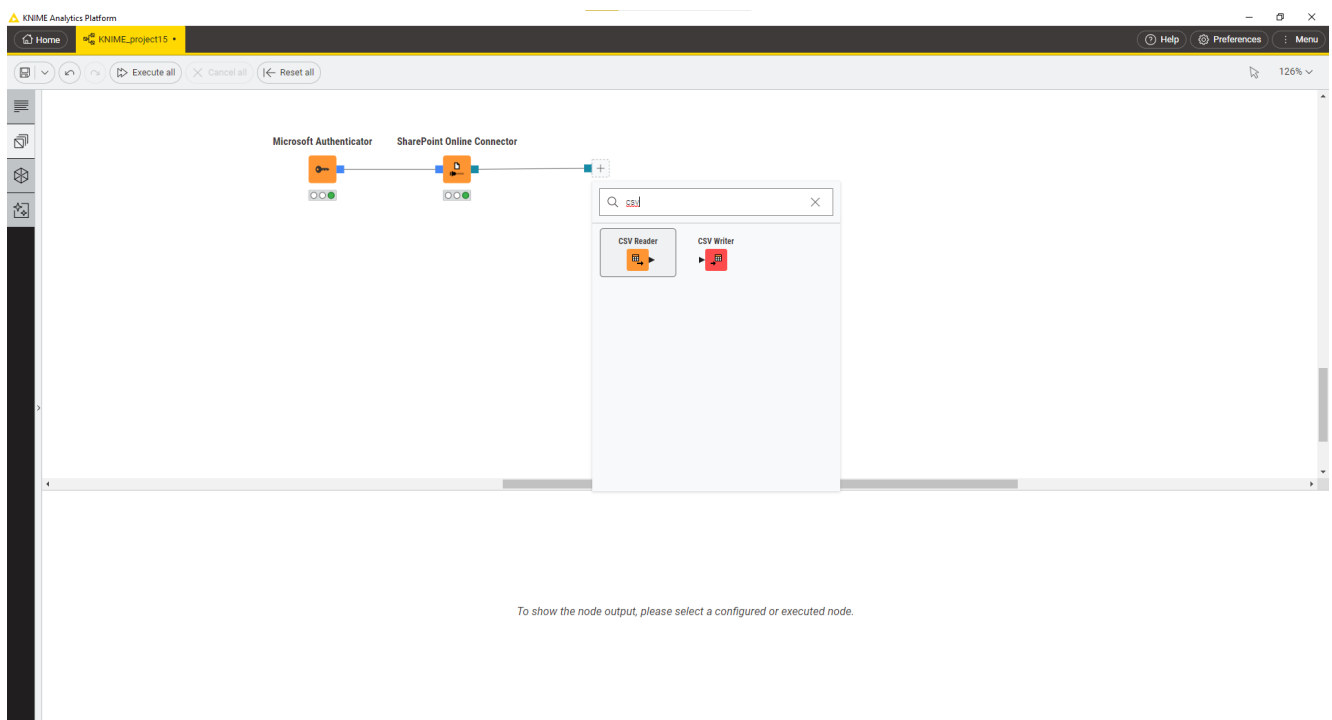 KNIME Analytics Platform
Home
KNIME_project15
Help
Preferences
Menu
Execute all
Cancel all
Reset all
126%
Microsoft Authenticator
SharePoint Online Connector
csv
CSV Reader
CSV Writer
To show the node output, please select a configured or executed node.